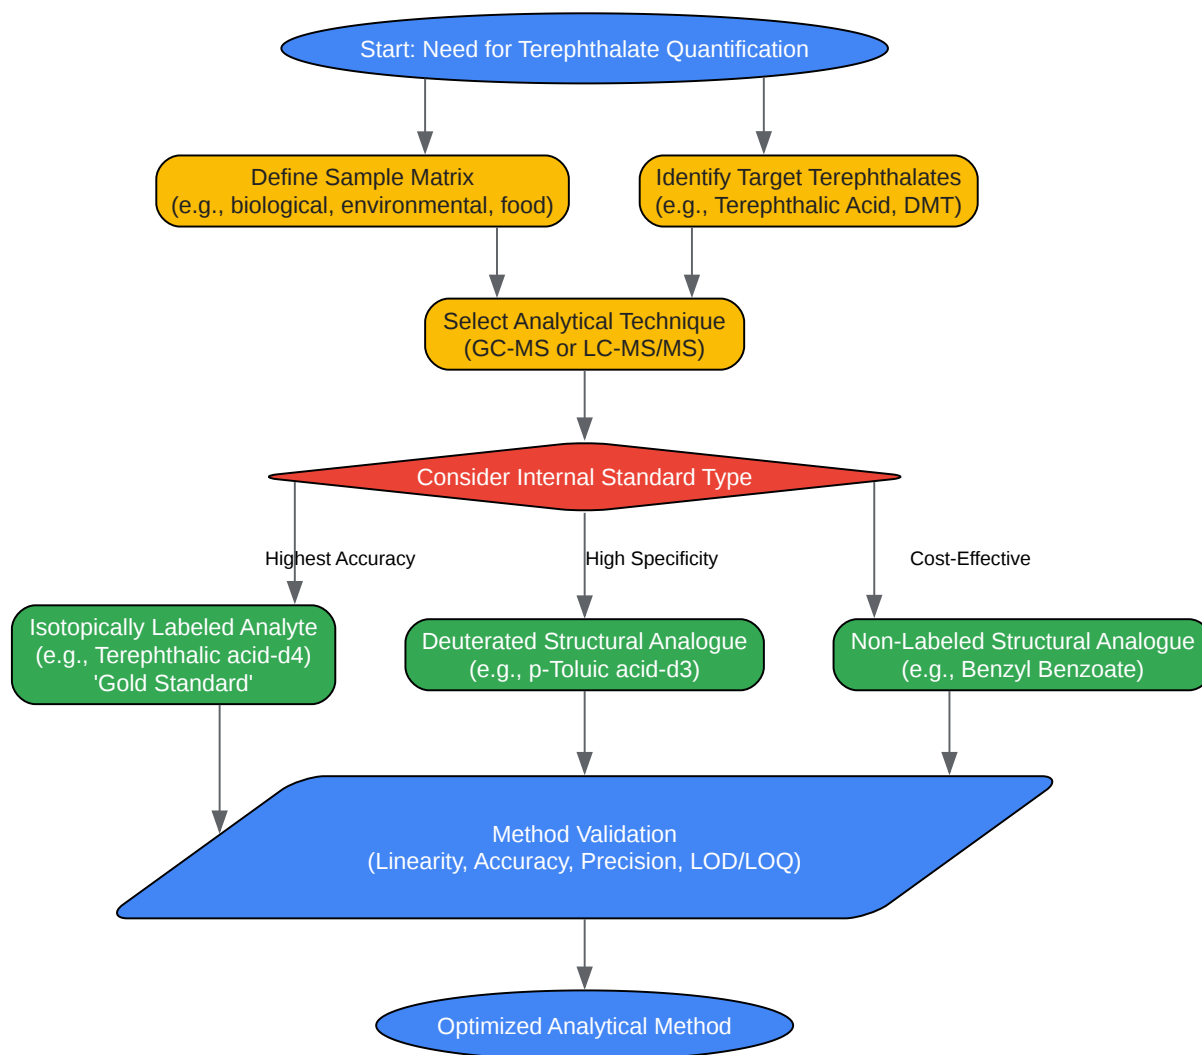 Start: Need for Terephthalate Quantification
Define Sample Matrix
(e.g., biological, environmental, food)
Identify Target Terephthalates
(e.g., Terephthalic Acid, DMT)
Select Analytical Technique
(GC-MS or LC-MS/MS)
Consider Internal Standard Type
Highest Accuracy
High Specificity
Cost-Effective
Isotopically Labeled Analyte
(e.g., Terephthalic acid-d4)
'Gold Standard'
Deuterated Structural Analogue
(e.g., p-Toluic acid-d3)
Non-Labeled Structural Analogue
(e.g., Benzyl Benzoate)
Method Validation
(Linearity, Accuracy, Precision, LOD/LOQ)
Optimized Analytical Method